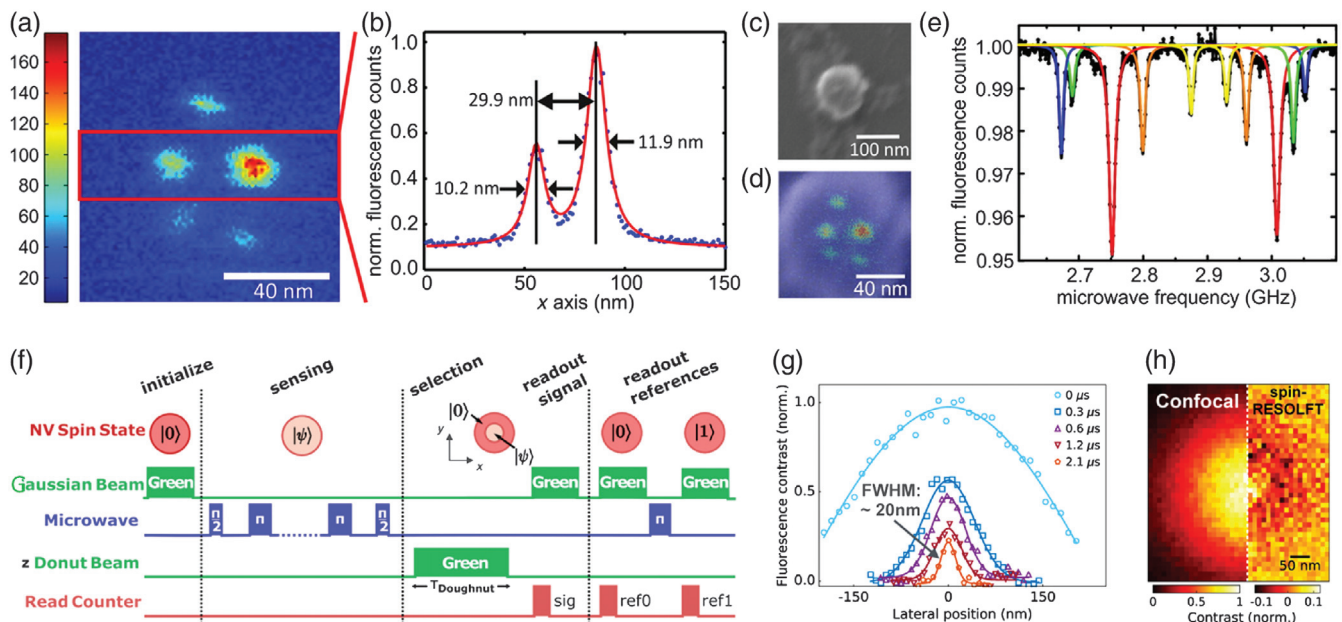 (a)
160
140
120
100
80
60
40
20
40 nm
(b)
norm. fluorescence counts
1.0
0.8
0.6
0.4
0.2
0.0
29.9 nm
11.9 nm
10.2 nm
0
50
100
150
x axis (nm)
(c)
100 nm
(d)
40 nm
(e)
norm. fluorescence counts
1.00
0.99
0.98
0.97
0.96
0.95
2.7
2.8
2.9
3.0
microwave frequency (GHz)
(f)
initialize
sensing
selection
readout
signal
readout
references
NV Spin State
|0⟩
|ψ⟩
|0⟩
y
x
|ψ⟩
|0⟩
|1⟩
Gaussian Beam
Green
Green
Green
Green
Microwave
π/2
π
π
π/2
π
z Donut Beam
Green
TDoughnut
Read Counter
sig
ref0
ref1
(g)
Fluorescence contrast (norm.)
1.0
0.5
0.0
0 μs
0.3 μs
0.6 μs
1.2 μs
2.1 μs
FWHM:
~ 20nm
-150
0
150
Lateral position (nm)
(h)
Confocal
spin-
RESOLFT
50 nm
0
0.5
1
-0.1
0
0.1
Contrast (norm.)